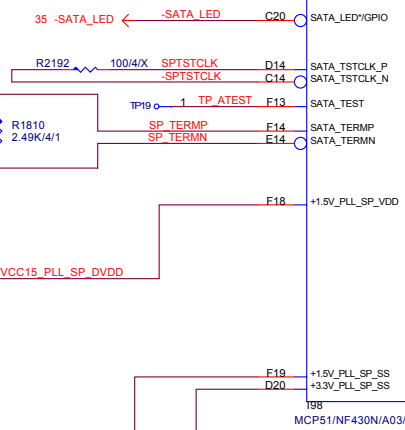 35 -SATA_LED -SATA_LED C20 SATA_LED*/GPIO
R2192 100/4/X SPTSTCLK D14 SATA_TSTCLK_P
-SPTSTCLK C14 SATA_TSTCLK_N
TP19 1 TP_ATEST F13 SATA_TEST
R1810 SP_TERMP F14 SATA_TERMP
2.49K/4/1 SP_TERMN E14 SATA_TERMN
F18 +1.5V_PLL_SP_VDD
VCC15_PLL_SP_DVDD
F19 +1.5V_PLL_SP_SS
D20 +3.3V_PLL_SP_SS
I98
MCP51/NF430N/A03/